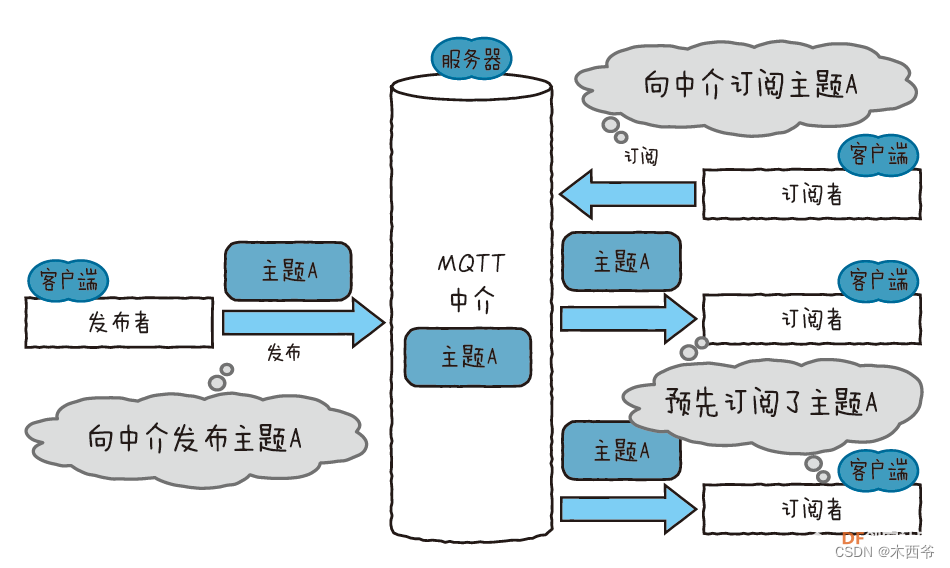 服务器
向中介订阅主题A
订阅
客户端
订阅者
主题A
客户端
订阅者
客户端
发布者
主题A
发布
MQTT
中介
主题A
向中介发布主题A
预先订阅了主题A
主题A
客户端
订阅者
DF
CSDN @木西爷